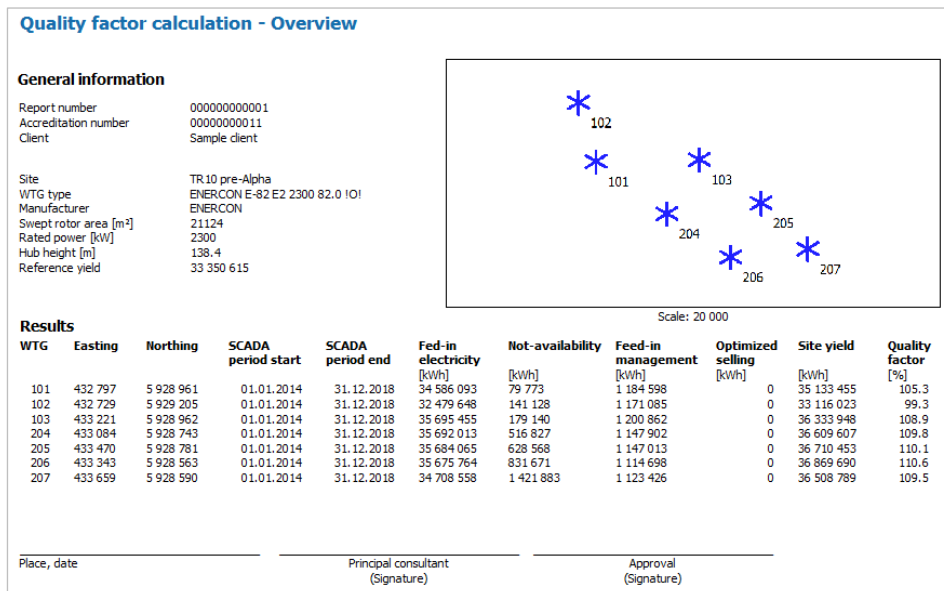 Quality factor calculation - Overview
General information
Report number 000000000001
Accreditation number 00000000011
Client Sample client
Site TR10 pre-Alpha
WTG type ENERCON E-82 E2 2300 82.0 !O!
Manufacturer ENERCON
Swept rotor area [m²] 21124
Rated power [kW] 2300
Hub height [m] 138.4
Reference yield 33 350 615
102
101
103
204
205
206
207
Scale: 20 000
Results
WTG Easting Northing SCADA period start SCADA period end Fed-in electricity Not-availability Feed-in management Optimized selling Site yield Quality factor
[kWh] [kWh] [kWh] [kWh] [kWh] [%]
101 432 797 5 928 961 01.01.2014 31.12.2018 34 586 093 79 773 1 184 598 0 35 133 455 105.3
102 432 729 5 929 205 01.01.2014 31.12.2018 32 479 648 141 128 1 171 085 0 33 116 023 99.3
103 433 221 5 928 962 01.01.2014 31.12.2018 35 695 455 179 140 1 200 862 0 36 333 948 108.9
204 433 084 5 928 743 01.01.2014 31.12.2018 35 692 013 516 827 1 147 902 0 36 609 607 109.8
205 433 470 5 928 781 01.01.2014 31.12.2018 35 684 065 628 568 1 147 013 0 36 710 453 110.1
206 433 343 5 928 563 01.01.2014 31.12.2018 35 675 764 831 671 1 114 698 0 36 869 690 110.6
207 433 659 5 928 590 01.01.2014 31.12.2018 34 708 558 1 421 883 1 123 426 0 36 508 789 109.5
Place, date Principal consultant Approval
(Signature) (Signature)